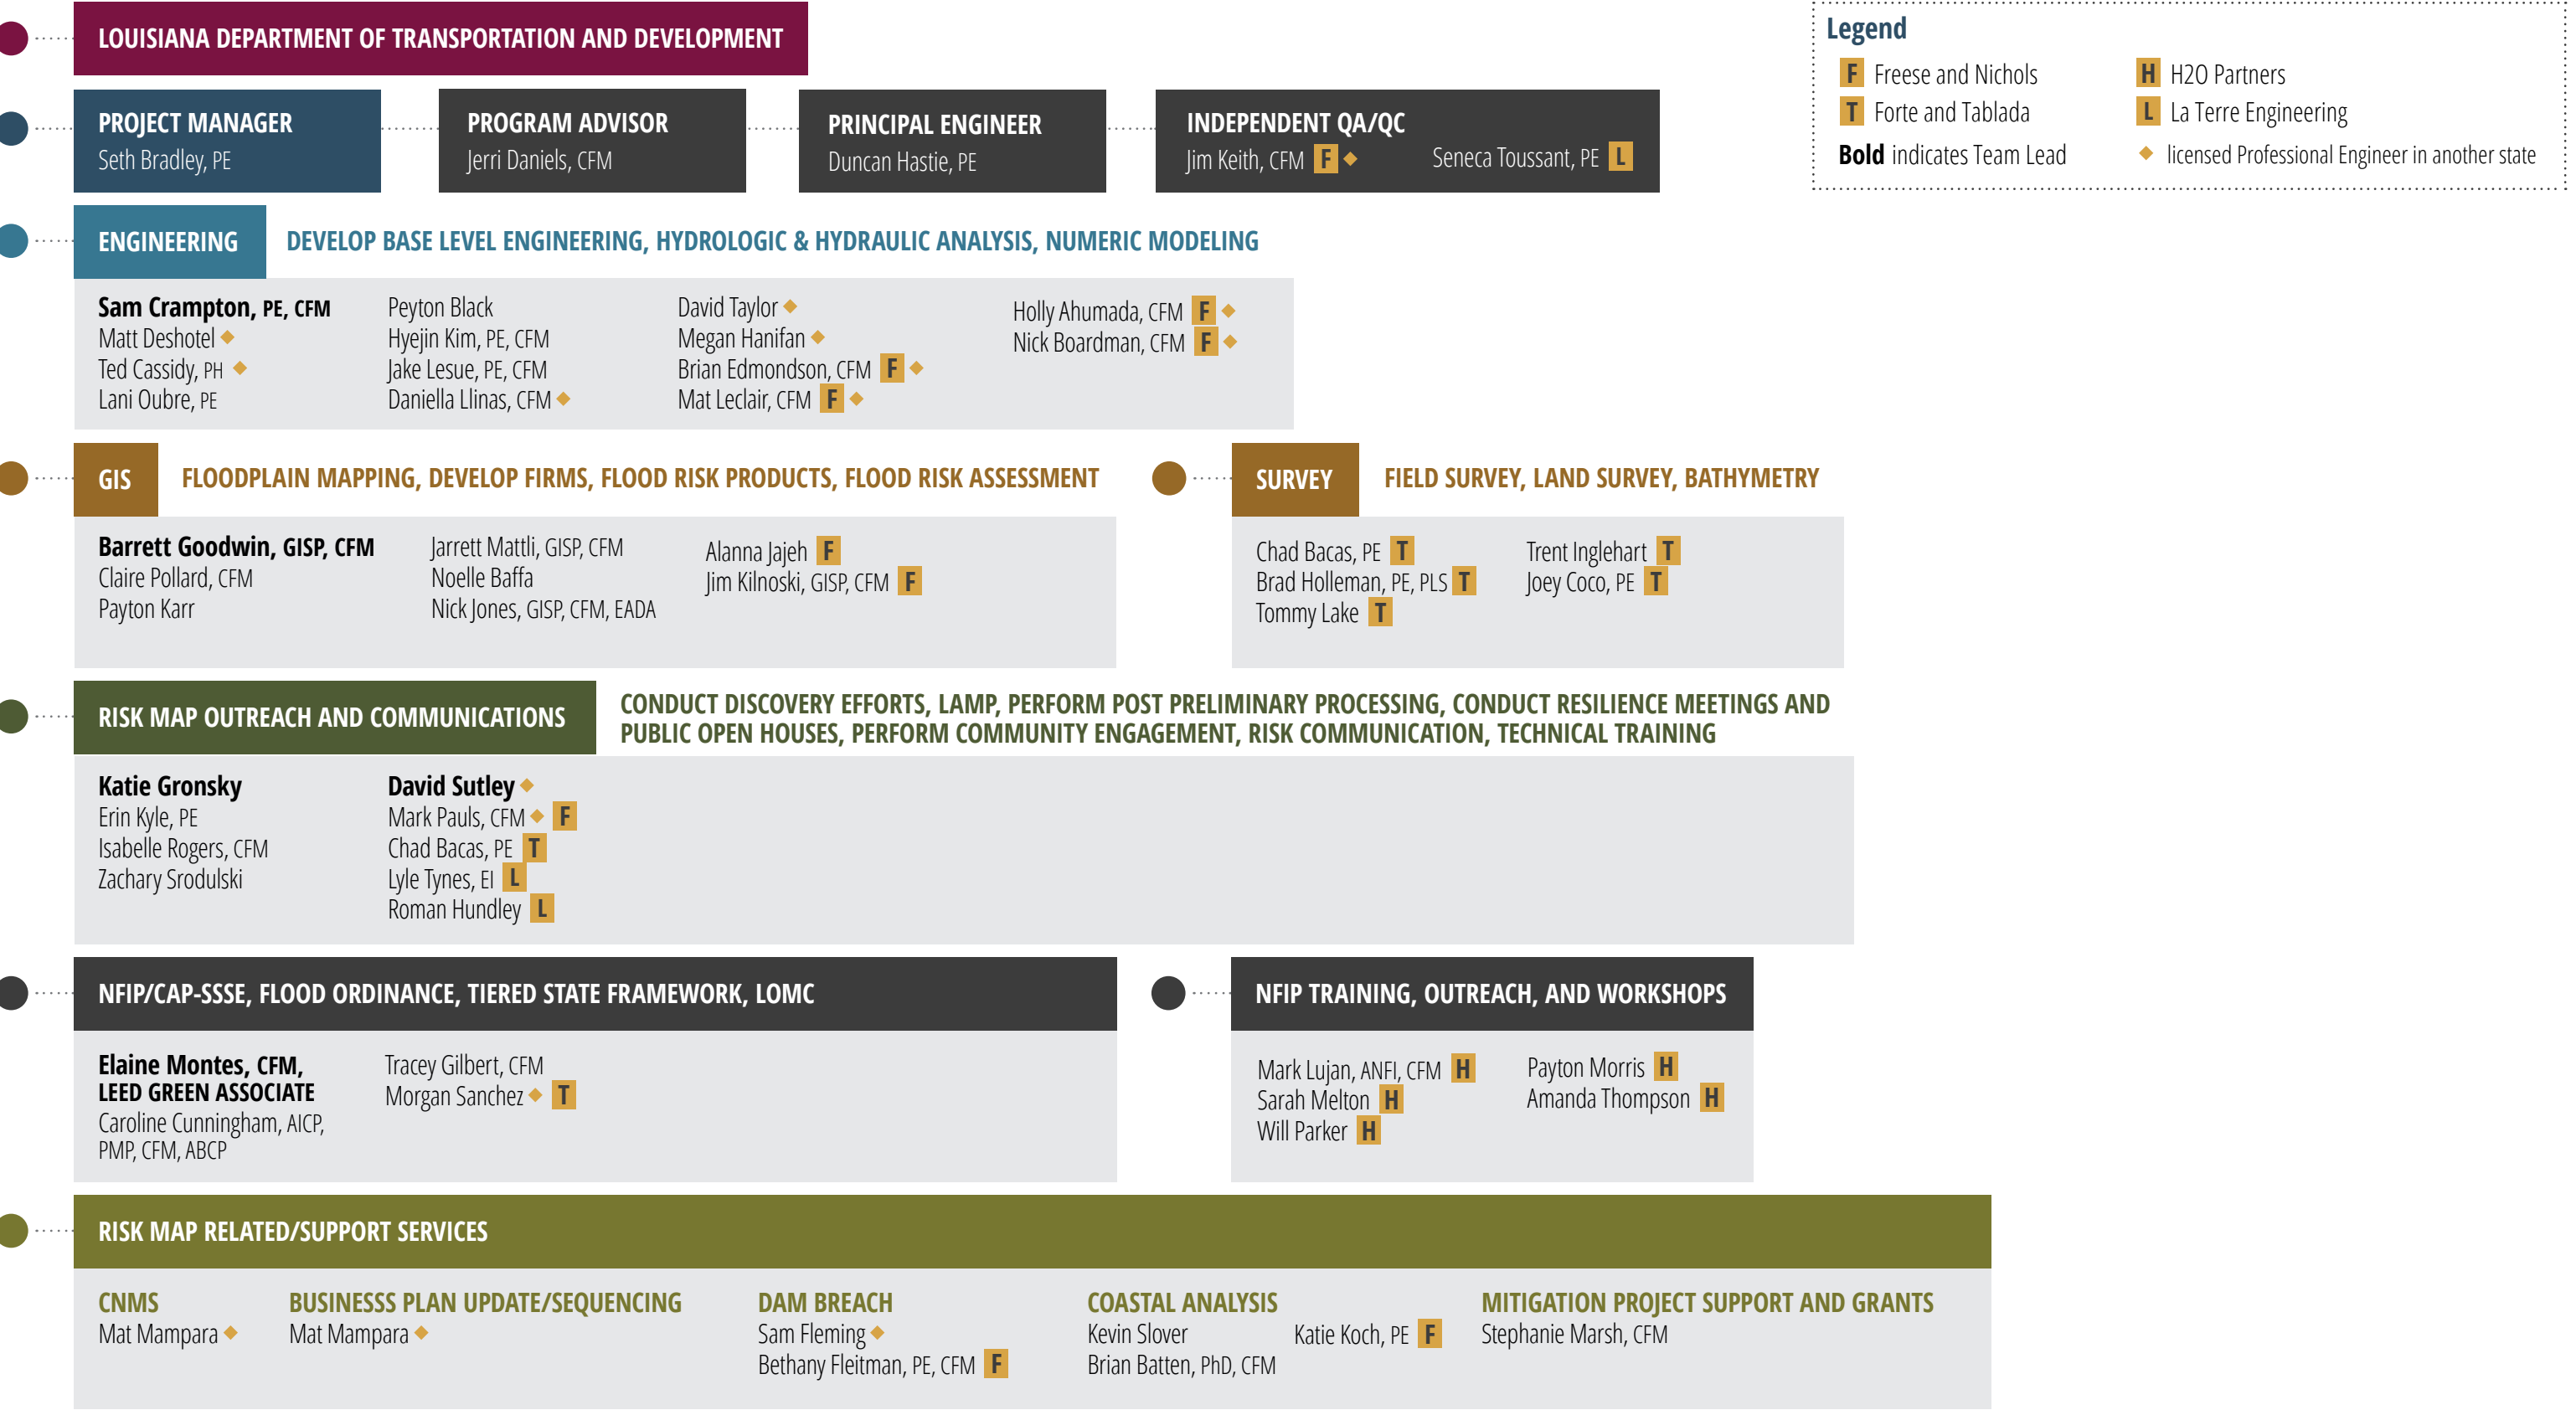 LOUISIANA DEPARTMENT OF TRANSPORTATION AND DEVELOPMENT
Legend
F Freese and Nichols
H H2O Partners
T Forte and Tablada
L La Terre Engineering
Bold indicates Team Lead
◆ licensed Professional Engineer in another state
PROJECT MANAGER
Seth Bradley, PE
PROGRAM ADVISOR
Jerri Daniels, CFM
PRINCIPAL ENGINEER
Duncan Hastie, PE
INDEPENDENT QA/QC
Jim Keith, CFM F ◆
Seneca Toussant, PE L
ENGINEERING
DEVELOP BASE LEVEL ENGINEERING, HYDROLOGIC & HYDRAULIC ANALYSIS, NUMERIC MODELING
Sam Crampton, PE, CFM
Matt Deshotel ◆
Ted Cassidy, PH ◆
Lani Oubre, PE
Peyton Black
Hyejin Kim, PE, CFM
Jake Lesue, PE, CFM
Daniella Llinas, CFM ◆
David Taylor ◆
Megan Hanifan ◆
Brian Edmondson, CFM F ◆
Mat Leclair, CFM F ◆
Holly Ahumada, CFM F ◆
Nick Boardman, CFM F ◆
GIS
FLOODPLAIN MAPPING, DEVELOP FIRMS, FLOOD RISK PRODUCTS, FLOOD RISK ASSESSMENT
Barrett Goodwin, GISP, CFM
Claire Pollard, CFM
Payton Karr
Jarrett Mattli, GISP, CFM
Noelle Baffa
Nick Jones, GISP, CFM, EADA
Alanna Jajeh F
Jim Kilnoski, GISP, CFM F
SURVEY
FIELD SURVEY, LAND SURVEY, BATHYMETRY
Chad Bacas, PE T
Brad Holleman, PE, PLS T
Tommy Lake T
Trent Inglehart T
Joey Coco, PE T
RISK MAP OUTREACH AND COMMUNICATIONS
CONDUCT DISCOVERY EFFORTS, LAMP, PERFORM POST PRELIMINARY PROCESSING, CONDUCT RESILIENCE MEETINGS AND
PUBLIC OPEN HOUSES, PERFORM COMMUNITY ENGAGEMENT, RISK COMMUNICATION, TECHNICAL TRAINING
Katie Gronsky
Erin Kyle, PE
Isabelle Rogers, CFM
Zachary Srodulski
David Sutley ◆
Mark Pauls, CFM ◆ F
Chad Bacas, PE T
Lyle Tynes, EI L
Roman Hundley L
NFIP/CAP-SSSE, FLOOD ORDINANCE, TIERED STATE FRAMEWORK, LOMC
Elaine Montes, CFM,
LEED GREEN ASSOCIATE
Caroline Cunningham, AICP,
PMP, CFM, ABCP
Tracey Gilbert, CFM
Morgan Sanchez ◆ T
NFIP TRAINING, OUTREACH, AND WORKSHOPS
Mark Lujan, ANFI, CFM H
Sarah Melton H
Will Parker H
Payton Morris H
Amanda Thompson H
RISK MAP RELATED/SUPPORT SERVICES
CNMS
Mat Mampara ◆
BUSINESSS PLAN UPDATE/SEQUENCING
Mat Mampara ◆
DAM BREACH
Sam Fleming ◆
Bethany Fleitman, PE, CFM F
COASTAL ANALYSIS
Kevin Slover
Brian Batten, PhD, CFM
Katie Koch, PE F
MITIGATION PROJECT SUPPORT AND GRANTS
Stephanie Marsh, CFM